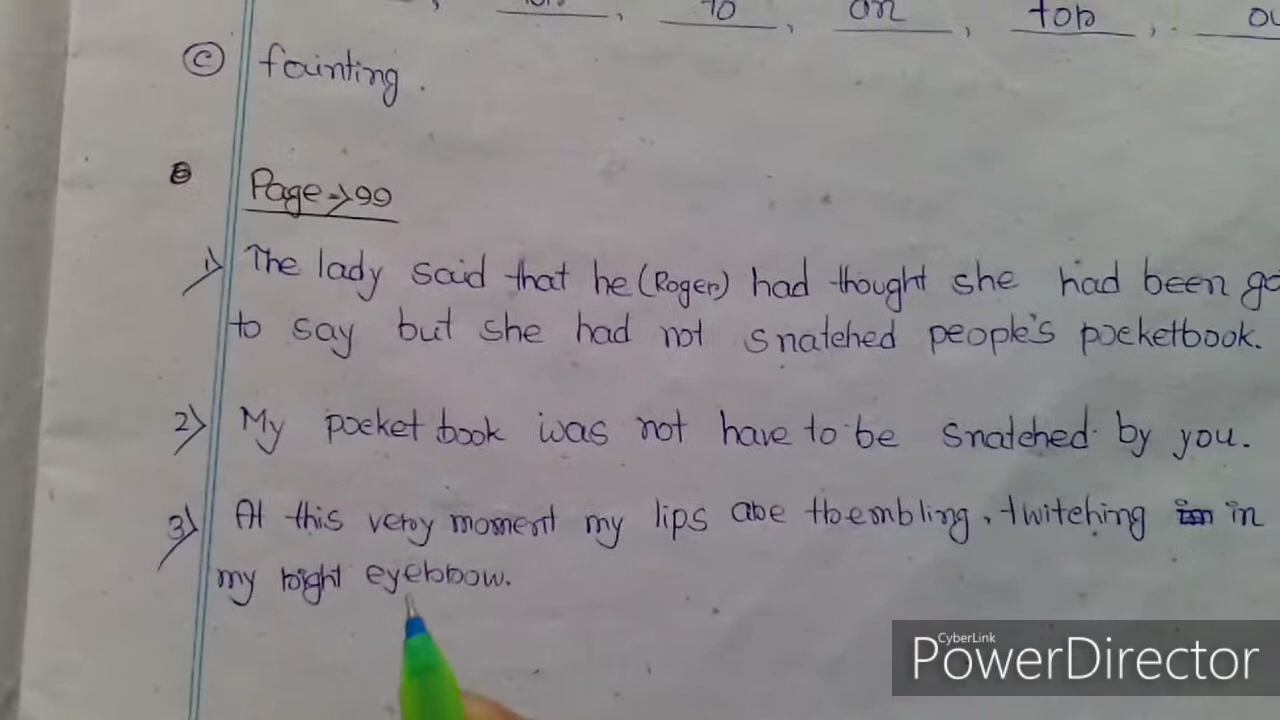 to , on , top ,
© fainting .
Page → 99
1) The lady said that he (Roger) had thought she had been go
to say but she had not snatched people's pocketbook.
2) My pocket book was not have to be snatched by you.
3) At this very moment my lips are trembling, twitching in
my right eyebrow.
CyberLink
PowerDirector